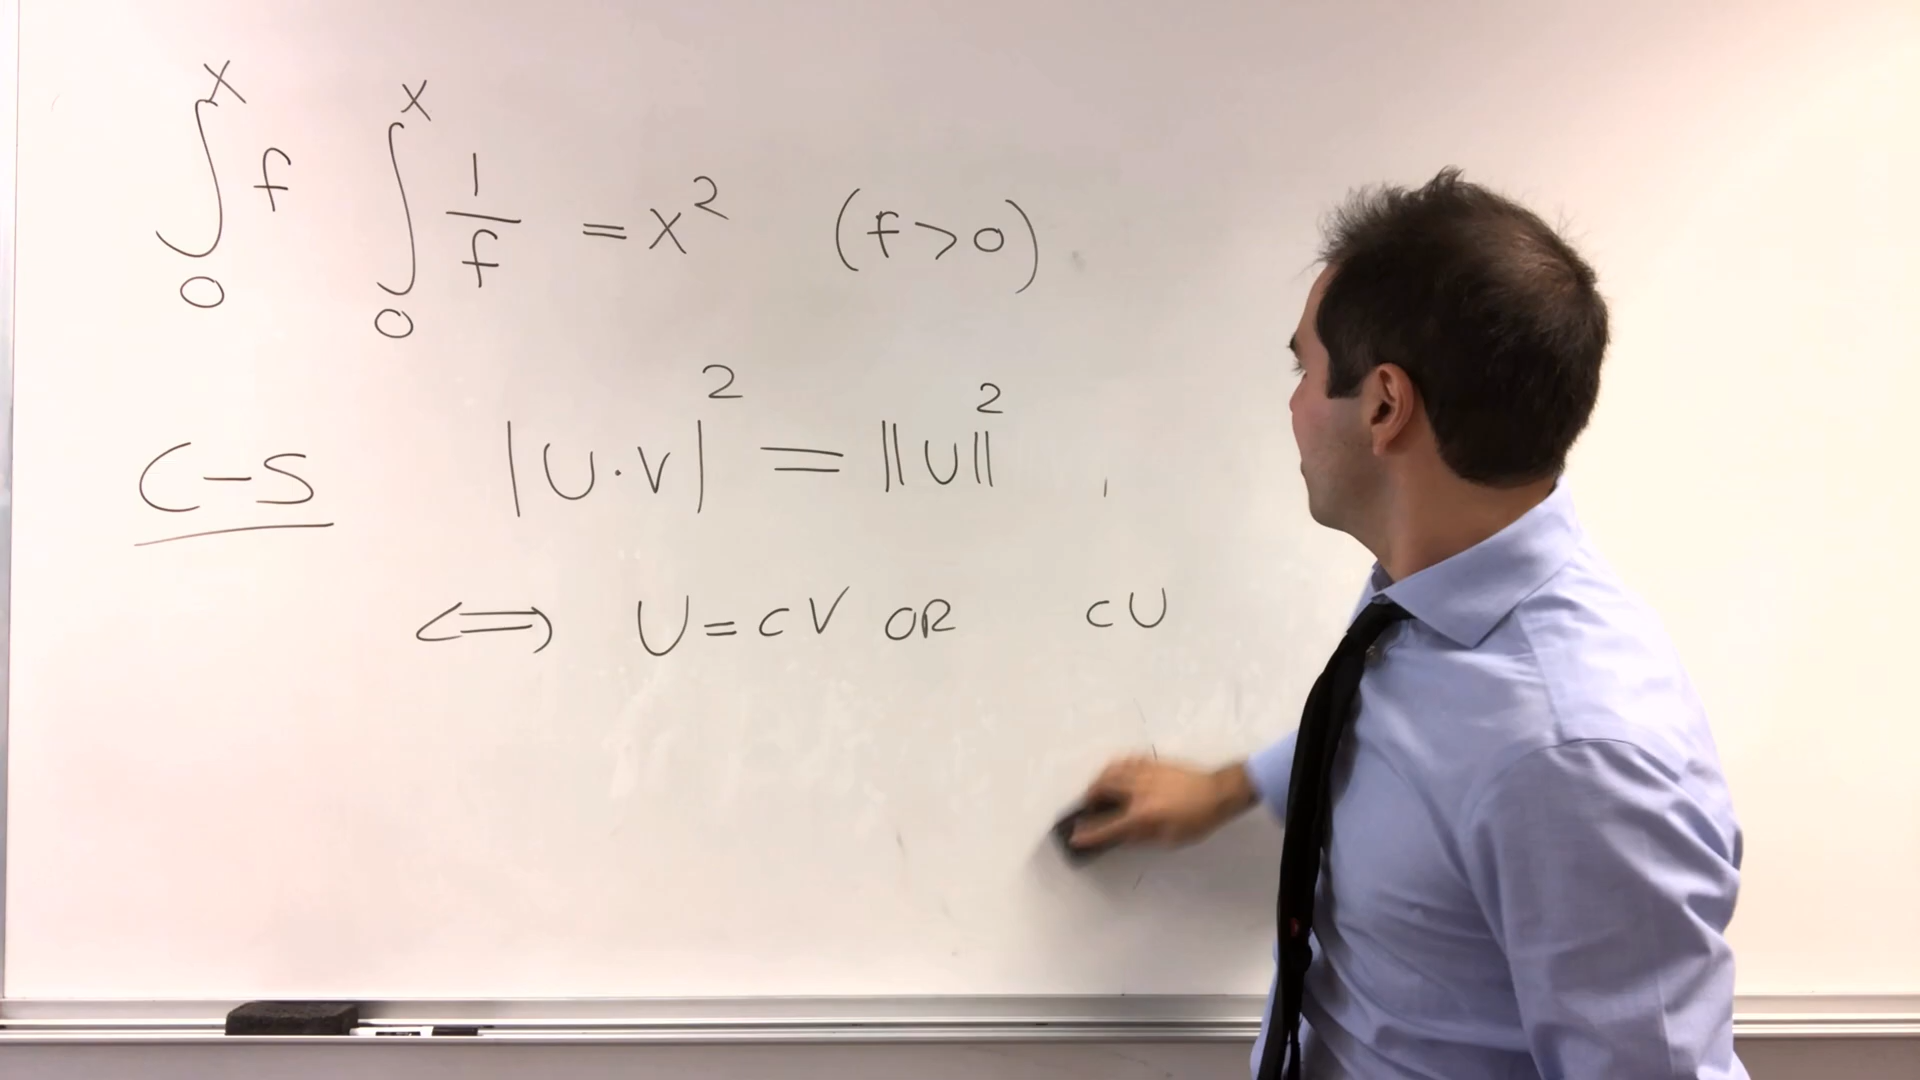 ∫₀ˣ f ∫₀ˣ 1/f = x² (f>0)
C-S |U·V|² = ||U||²
⟺ U=cV OR cU